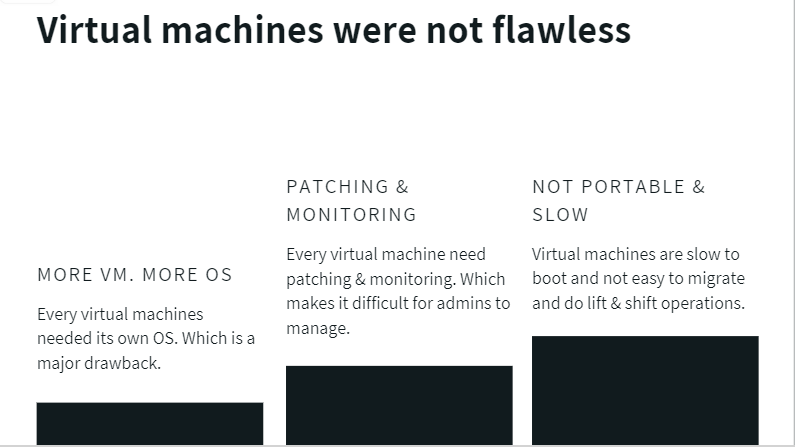 Virtual machines were not flawless
MORE VM. MORE OS
Every virtual machines
needed its own OS. Which is a
major drawback.
PATCHING &
MONITORING
Every virtual machine need
patching & monitoring. Which
makes it difficult for admins to
manage.
NOT PORTABLE &
SLOW
Virtual machines are slow to
boot and not easy to migrate
and do lift & shift operations.